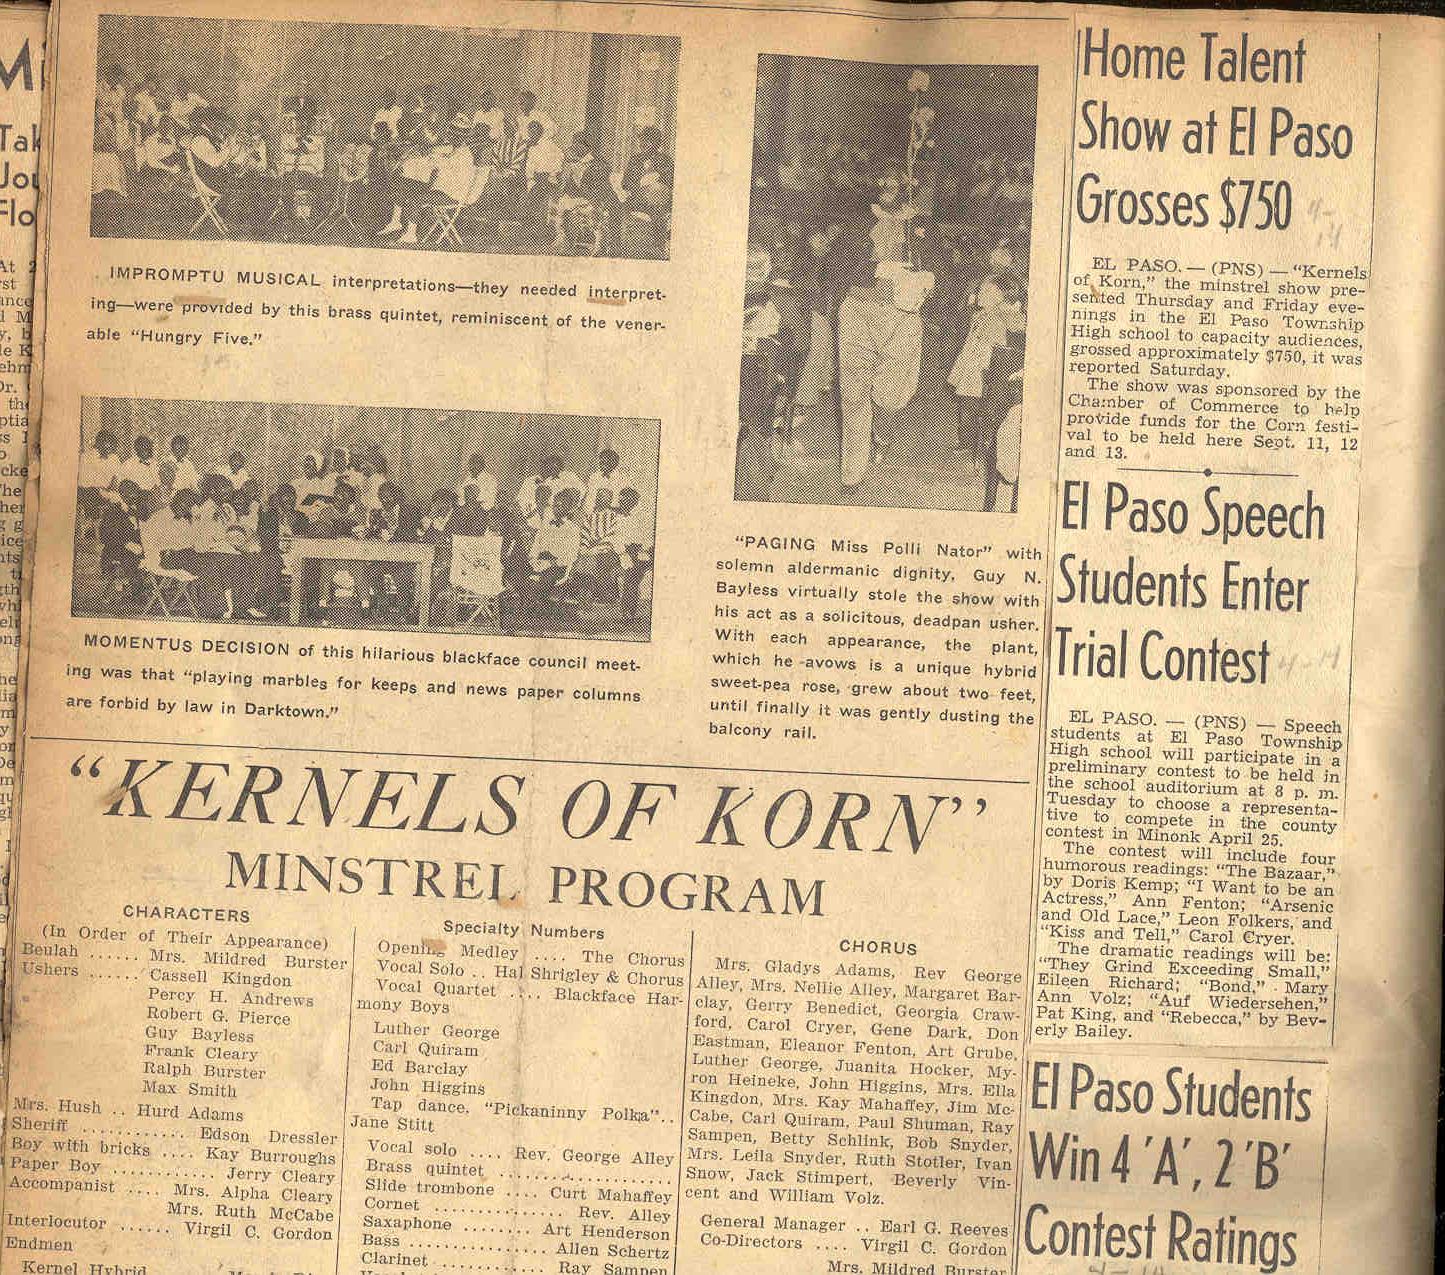 IMPROMPTU MUSICAL interpretations—they needed interpret-
ing—were provided by this brass quintet, reminiscent of the vener-
able “Hungry Five.”
MOMENTUS DECISION of this hilarious blackface council meet-
ing was that “playing marbles for keeps and news paper columns
are forbid by law in Darktown.”
“PAGING Miss Polli Nator” with
solemn aldermanic dignity, Guy N.
Bayless virtually stole the show with
his act as a solicitous, deadpan usher.
With each appearance, the plant,
which he avows is a unique hybrid
sweet-pea rose, grew about two feet,
until finally it was gently dusting the
balcony rail.
“KERNELS OF KORN”
MINSTREL PROGRAM
CHARACTERS
(In Order of Their Appearance)
Beulah ...... Mrs. Mildred Burster
Ushers ...... Cassell Kingdon
Percy H. Andrews
Robert G. Pierce
Guy Bayless
Frank Cleary
Ralph Burster
Max Smith
Mrs. Hush .. Hurd Adams
Sheriff ........... Edson Dressler
Boy with bricks .... Kay Burroughs
Paper Boy ........... Jerry Cleary
Accompanist .... Mrs. Alpha Cleary
Mrs. Ruth McCabe
Interlocutor ...... Virgil C. Gordon
Endmen
Kernel Hybrid
Specialty Numbers
Opening Medley .... The Chorus
Vocal Solo .. Hal Shrigley & Chorus
Vocal Quartet .... Blackface Har-
mony Boys
Luther George
Carl Quiram
Ed Barclay
John Higgins
Tap dance, “Pickaninny Polka”..
Jane Stitt
Vocal solo .... Rev. George Alley
Brass quintet ....................
Slide trombone .... Curt Mahaffey
Cornet ............... Rev. Alley
Saxaphone ....... Art Henderson
Bass ............... Allen Schertz
Clarinet ............ Ray Sampen
CHORUS
Mrs. Gladys Adams, Rev George
Alley, Mrs. Nellie Alley, Margaret Bar-
clay, Gerry Benedict, Georgia Craw-
ford, Carol Cryer, Gene Dark, Don
Eastman, Eleanor Fenton, Art Grube,
Luther George, Juanita Hocker, My-
ron Heineke, John Higgins, Mrs. Ella
Kingdon, Mrs. Kay Mahaffey, Jim Mc-
Cabe, Carl Quiram, Paul Shuman, Ray
Sampen, Betty Schlink, Bob Snyder,
Mrs. Leila Snyder, Ruth Stotler, Ivan
Snow, Jack Stimpert, Beverly Vin-
cent and William Volz.
General Manager .. Earl G. Reeves
Co-Directors .... Virgil C. Gordon
Mrs. Mildred Burster
Home Talent
Show at El Paso
Grosses $750
4-14
EL PASO. — (PNS) — “Kernels
of Korn,” the minstrel show pre-
sented Thursday and Friday eve-
nings in the El Paso Township
High school to capacity audiences,
grossed approximately $750, it was
reported Saturday.
The show was sponsored by the
Chamber of Commerce to help
provide funds for the Corn festi-
val to be held here Sept. 11, 12
and 13.
El Paso Speech
Students Enter
Trial Contest
4-14
EL PASO. — (PNS) — Speech
students at El Paso Township
High school will participate in a
preliminary contest to be held in
the school auditorium at 8 p. m.
Tuesday to choose a representa-
tive to compete in the county
contest in Minonk April 25.
The contest will include four
humorous readings: “The Bazaar,”
by Doris Kemp; “I Want to be an
Actress,” Ann Fenton; “Arsenic
and Old Lace,” Leon Folkers, and
“Kiss and Tell,” Carol Cryer.
The dramatic readings will be:
“They Grind Exceeding Small,”
Eileen Richard; “Bond,” Mary
Ann Volz; “Auf Wiedersehen,”
Pat King, and “Rebecca,” by Bev-
erly Bailey.
El Paso Students
Win 4 'A', 2 'B'
Contest Ratings